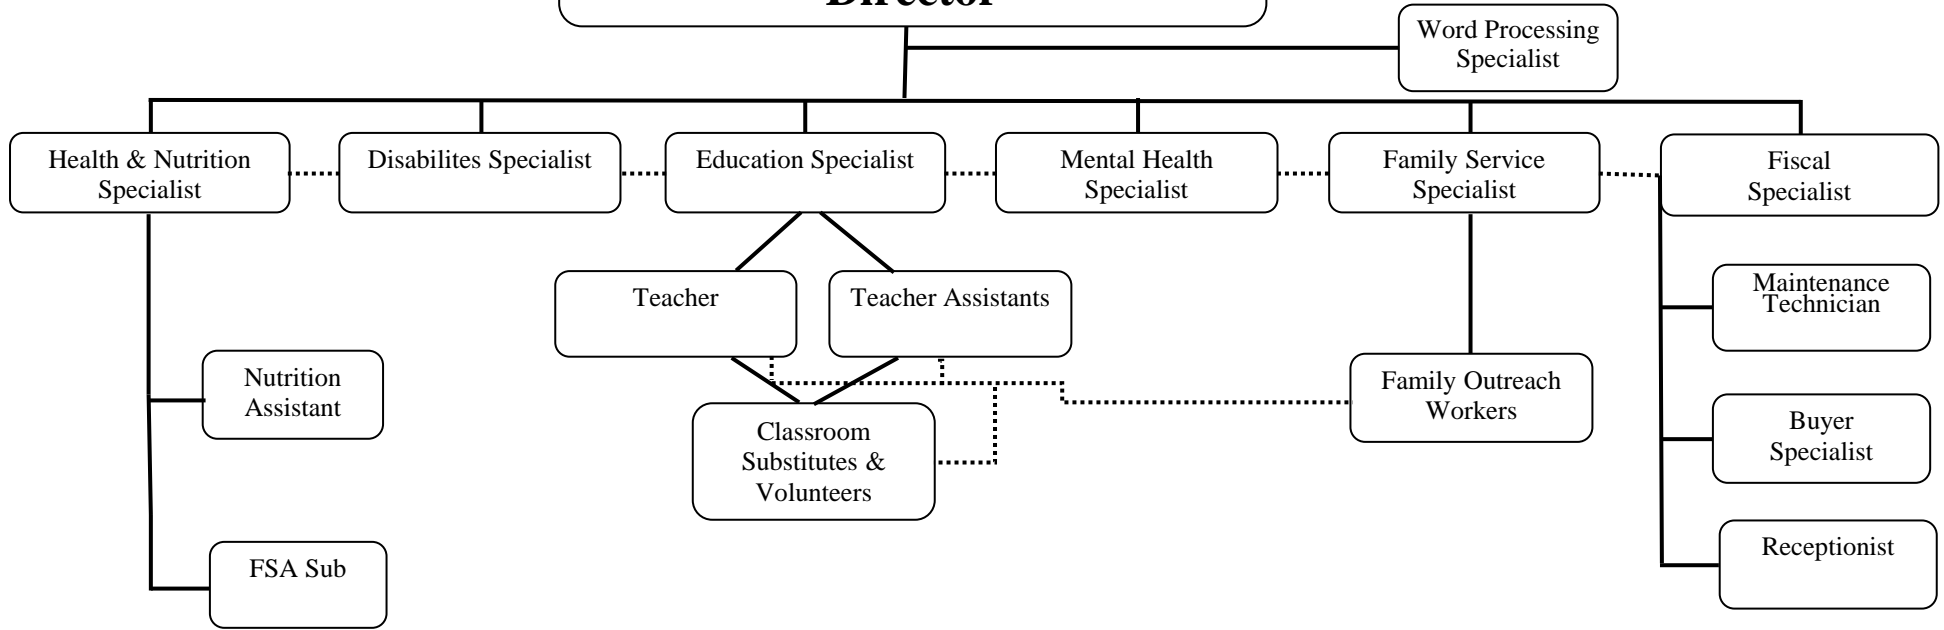 Director
Word Processing
Specialist
Health & Nutrition
Specialist
Disabilites Specialist
Education Specialist
Mental Health
Specialist
Family Service
Specialist
Fiscal
Specialist
Teacher
Teacher Assistants
Maintenance
Technician
Nutrition
Assistant
Family Outreach
Workers
Classroom
Substitutes &
Volunteers
Buyer
Specialist
FSA Sub
Receptionist